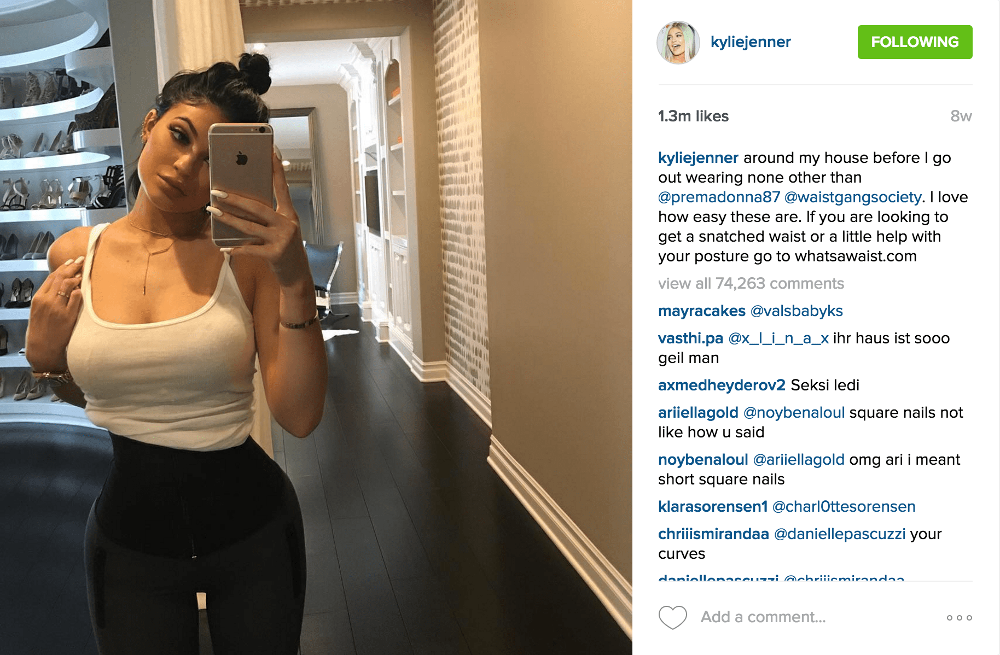 kyliejenner
FOLLOWING
1.3m likes
8w
kyliejenner around my house before I go
out wearing none other than
@premadonna87 @waistgangsociety. I love
how easy these are. If you are looking to
get a snatched waist or a little help with
your posture go to whatsawaist.com
view all 74,263 comments
mayracakes @valsbabyks
vasthi.pa @x_l_i_n_a_x ihr haus ist sooo
geil man
axmedheyderov2 Seksi ledi
ariiellagold @noybenaloul square nails not
like how u said
noybenaloul @ariiellagold omg ari i meant
short square nails
klarasorensen1 @charl0ttesorensen
chriiismirandaa @daniellepascuzzi your
curves
daniellepascuzzi @chriiismirandaa
Add a comment...